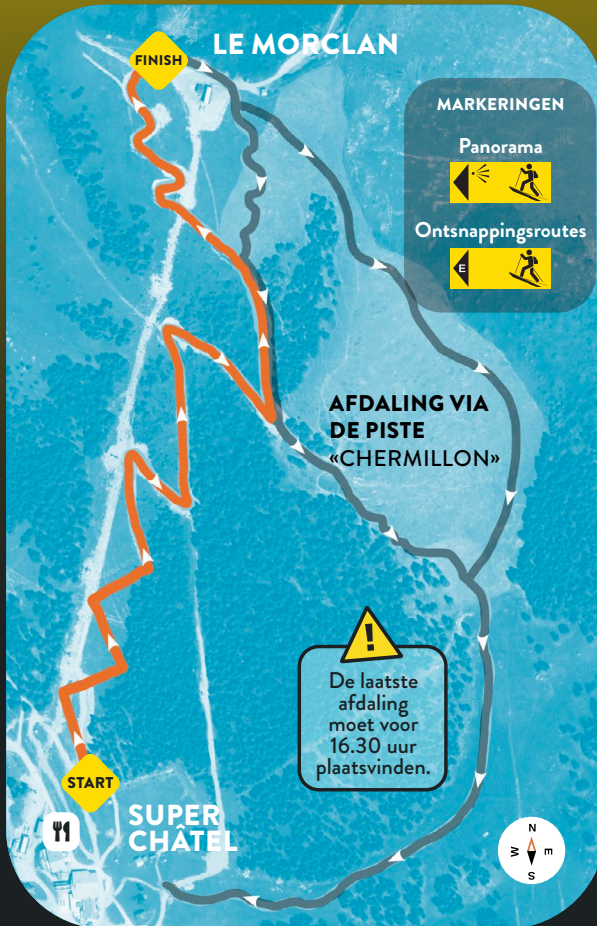 FINISH
LE MORCLAN
MARKERINGEN
Panorama
Ontsnappingsroutes
E
AFDALING VIA
DE PISTE
«CHERMILLON»
!
De laatste
afdaling
moet voor
16.30 uur
plaatsvinden.
START
SUPER
CHÂTEL
N
W
E
S